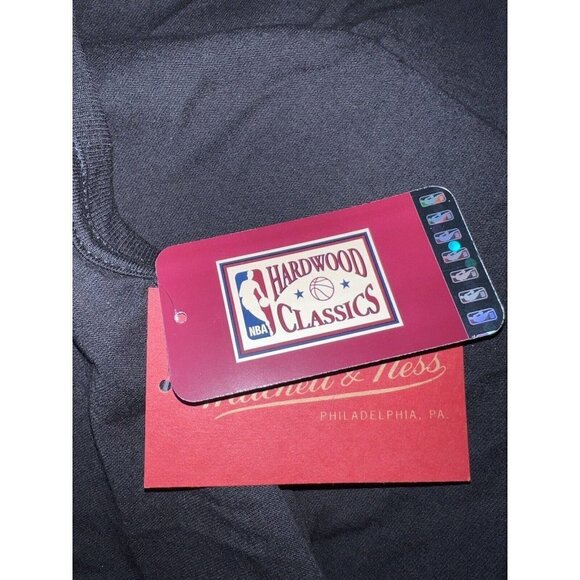 HARDWOOD
CLASSICS
NBA
Mitchell & Ness
PHILADELPHIA, PA.